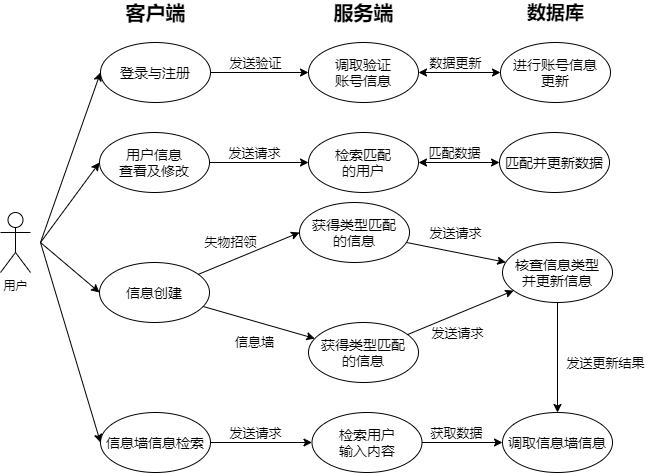 客户端
服务端
数据库
登录与注册
发送验证
调取验证
账号信息
数据更新
进行账号信息
更新
用户信息
查看及修改
发送请求
检索匹配
的用户
匹配数据
匹配并更新数据
用户
失物招领
获得类型匹配
的信息
发送请求
信息创建
核查信息类型
并更新信息
信息墙
获得类型匹配
的信息
发送请求
发送更新结果
信息墙信息检索
发送请求
检索用户
输入内容
获取数据
调取信息墙信息